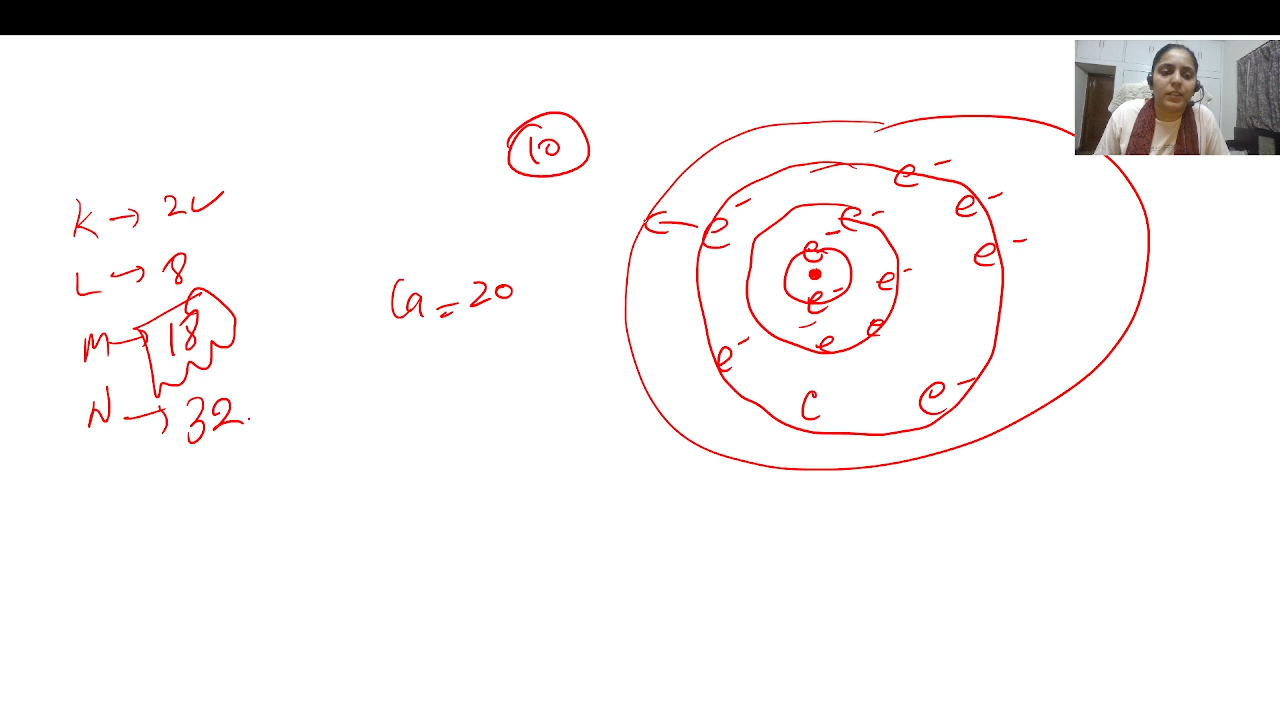 10
K → 2 ✓
L → 8
M → 18
N → 32.
Ca = 20
e⁻ e⁻ e⁻ e⁻ e⁻
e⁻ e⁻ e⁻
e⁻ e⁻ e e
e⁻ e⁻
c